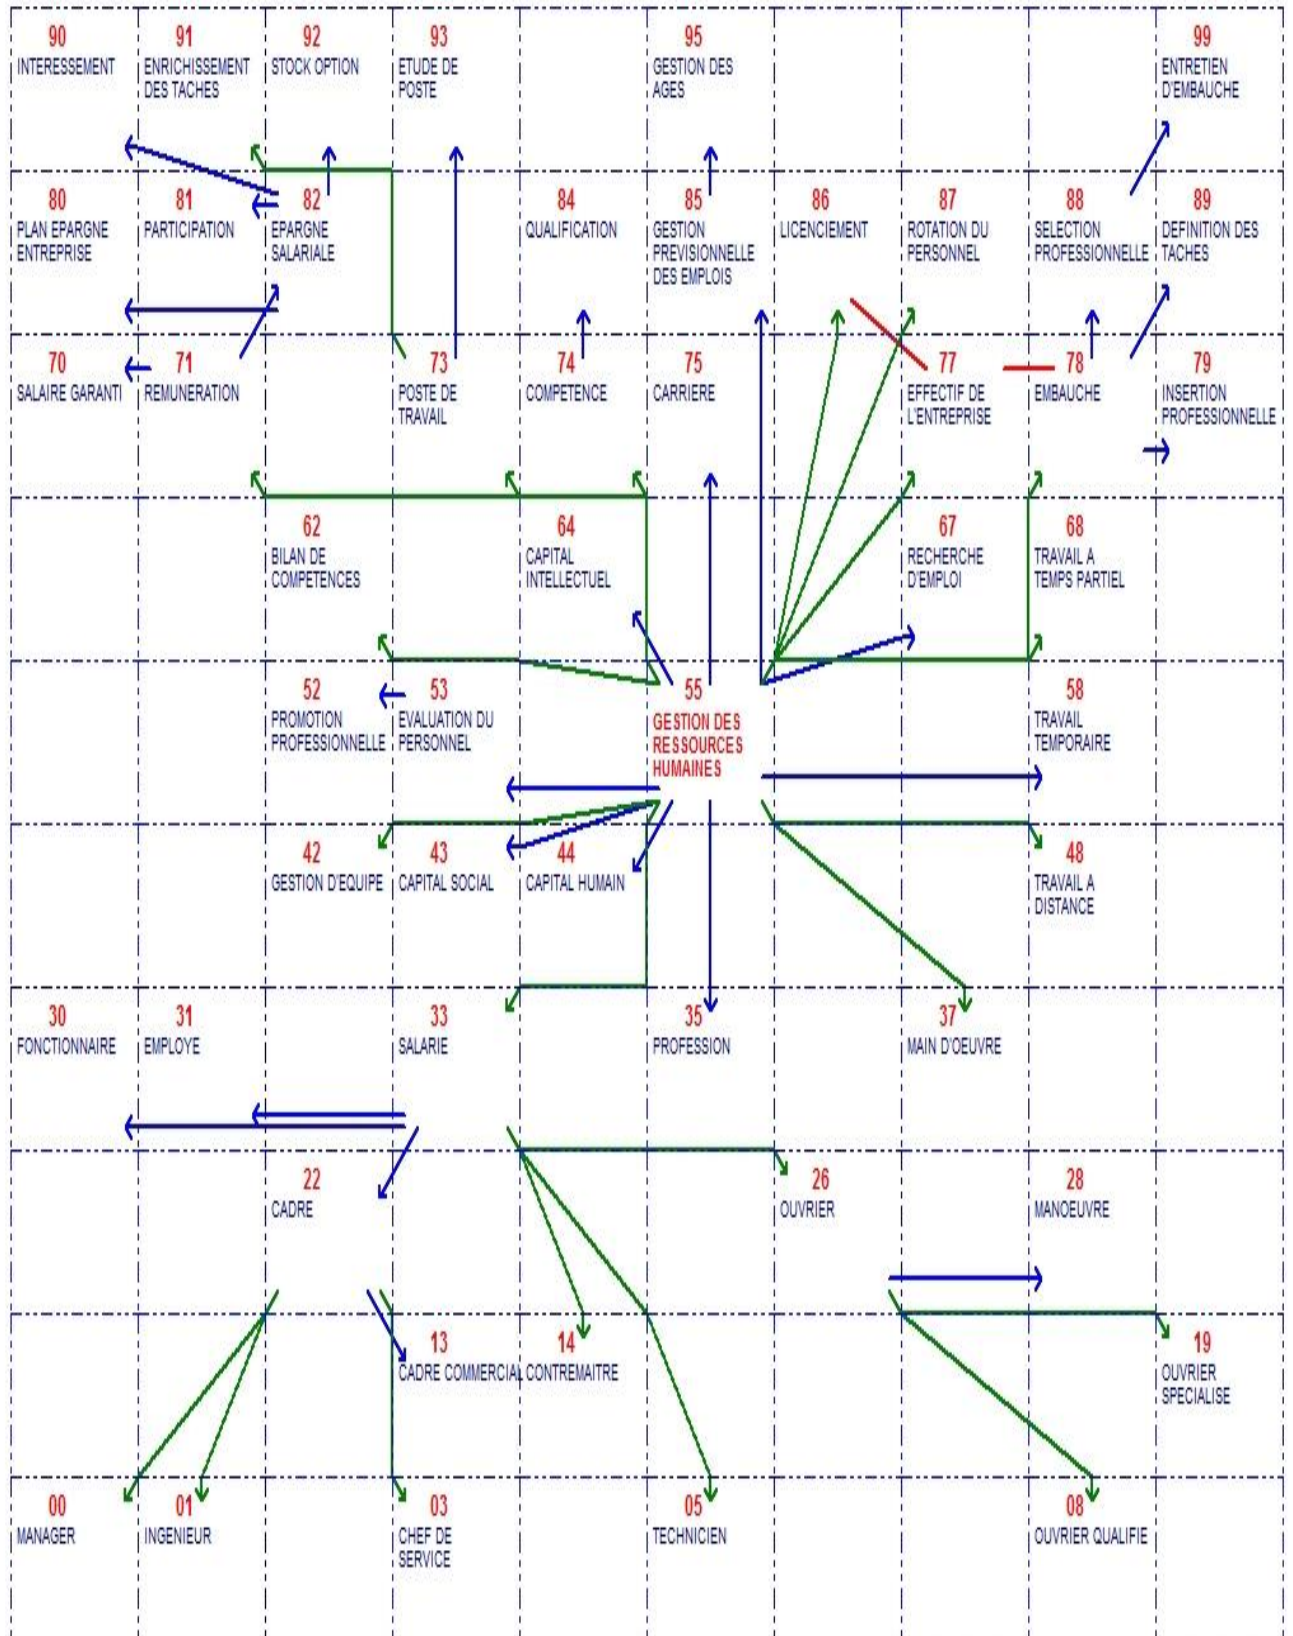 90
INTERESSEMENT
91
ENRICHISSEMENT
DES TACHES
92
STOCK OPTION
93
ETUDE DE
POSTE
95
GESTION DES
AGES
99
ENTRETIEN
D'EMBAUCHE
80
PLAN EPARGNE
ENTREPRISE
81
PARTICIPATION
82
EPARGNE
SALARIALE
84
QUALIFICATION
85
GESTION
PREVISIONNELLE
DES EMPLOIS
86
LICENCIEMENT
87
ROTATION DU
PERSONNEL
88
SELECTION
PROFESSIONNELLE
89
DEFINITION DES
TACHES
70
SALAIRE GARANTI
71
REMUNERATION
73
POSTE DE
TRAVAIL
74
COMPETENCE
75
CARRIERE
77
EFFECTIF DE
L'ENTREPRISE
78
EMBAUCHE
79
INSERTION
PROFESSIONNELLE
62
BILAN DE
COMPETENCES
64
CAPITAL
INTELLECTUEL
67
RECHERCHE
D'EMPLOI
68
TRAVAIL A
TEMPS PARTIEL
52
PROMOTION
PROFESSIONNELLE
53
EVALUATION DU
PERSONNEL
55
GESTION DES
RESSOURCES
HUMAINES
58
TRAVAIL
TEMPORAIRE
42
GESTION D'EQUIPE
43
CAPITAL SOCIAL
44
CAPITAL HUMAIN
48
TRAVAIL A
DISTANCE
30
FONCTIONNAIRE
31
EMPLOYE
33
SALARIE
35
PROFESSION
37
MAIN D'OEUVRE
22
CADRE
26
OUVRIER
28
MANOEUVRE
13
CADRE COMMERCIAL
14
CONTREMAITRE
19
OUVRIER
SPECIALISE
00
MANAGER
01
INGENIEUR
03
CHEF DE
SERVICE
05
TECHNICIEN
08
OUVRIER QUALIFIE